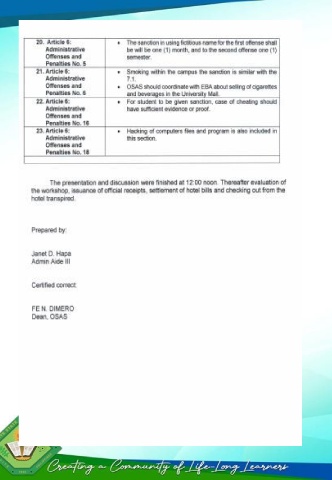 20. Article 6:
Administrative
Offenses and
Penalties No. 5
• The sanction in using fictitious name for the first offense shall
be will be one (1) month, and to the second offense one (1)
semester.
21. Article 6:
Administrative
Offenses and
Penalties No. 6
• Smoking within the campus the sanction is similar with the
7.1.
• OSAS should coordinate with EBA about selling of cigarettes
and beverages in the University Mall.
22. Article 6:
Administrative
Offenses and
Penalties No. 16
• For student to be given sanction, case of cheating should
have sufficient evidence or proof.
23. Article 6:
Administrative
Offenses and
Penalties No. 18
• Hacking of computers files and program is also included in
this section.
The presentation and discussion were finished at 12:00 noon. Thereafter evaluation of
the workshop, issuance of official receipts, settlement of hotel bills and checking out from the
hotel transpired.
Prepared by:
Janet D. Hapa
Admin Aide III
Certified correct:
FE N. DIMERO
Dean, OSAS
Creating a Community of Life-Long Learners